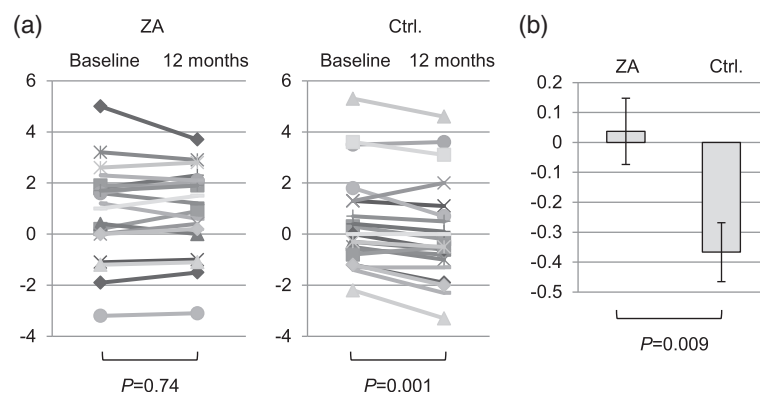 (a)
ZA
Baseline 12 months
6
4
2
0
-2
-4
P=0.74
Ctrl.
Baseline 12 months
6
4
2
0
-2
-4
P=0.001
(b)
ZA Ctrl.
0.2
0.1
0
-0.1
-0.2
-0.3
-0.4
-0.5
P=0.009